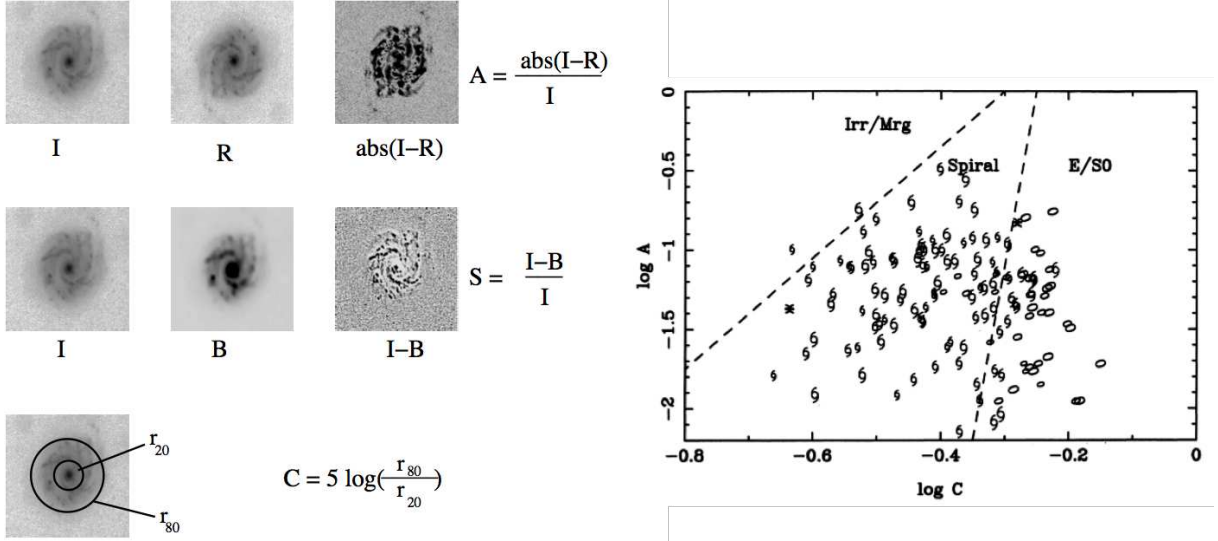 I
R
abs(I–R)
A = abs(I–R) / I
I
B
I–B
S = I–B / I
r20
r80
C = 5 log(r80 / r20)
Irr/Mrg
Spiral
E/S0
0
−0.5
−1
−1.5
−2
log A
−0.8
−0.6
−0.4
−0.2
0
log C